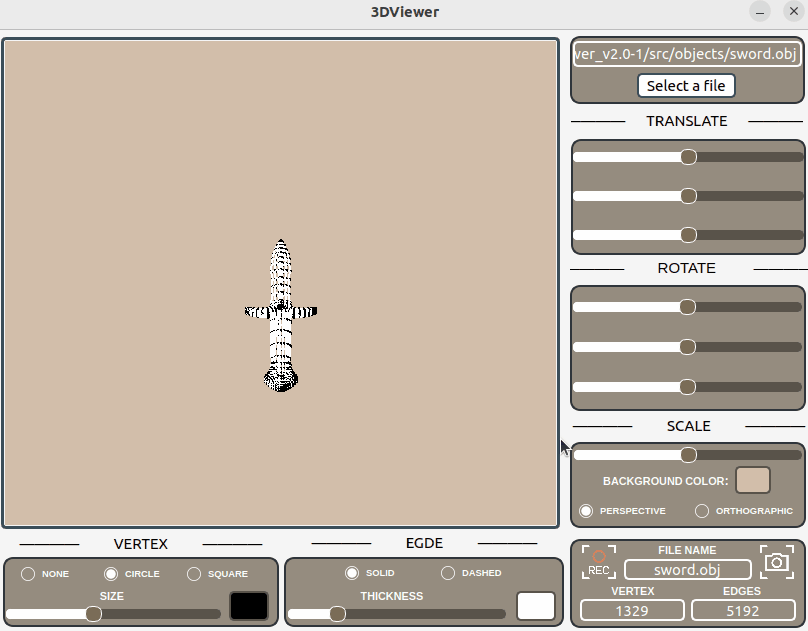 3DViewer
ver_v2.0-1/src/objects/sword.obj
Select a file
TRANSLATE
ROTATE
SCALE
BACKGROUND COLOR:
PERSPECTIVE ORTHOGRAPHIC
VERTEX
NONE CIRCLE SQUARE
SIZE
EGDE
SOLID DASHED
THICKNESS
REC
FILE NAME
sword.obj
VERTEX EDGES
1329 5192